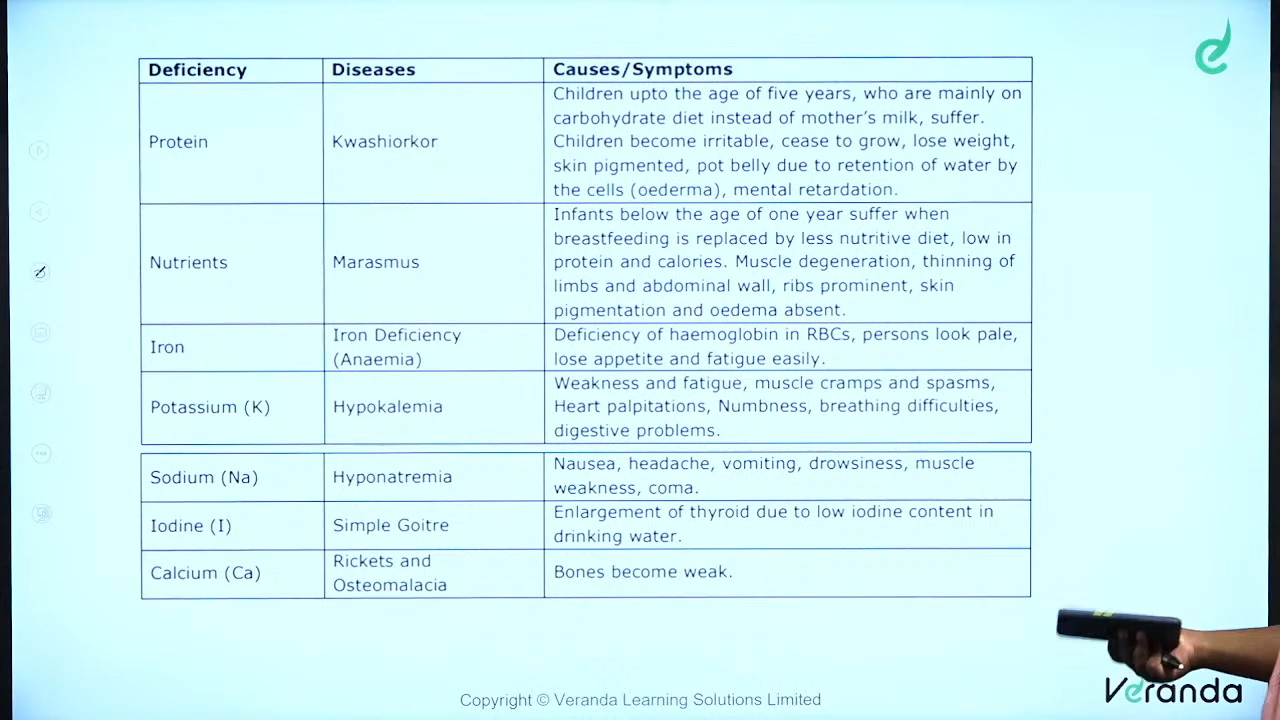 Deficiency Diseases Causes/Symptoms
Protein Kwashiorkor
Children upto the age of five years, who are mainly on
carbohydrate diet instead of mother's milk, suffer.
Children become irritable, cease to grow, lose weight,
skin pigmented, pot belly due to retention of water by
the cells (oederma), mental retardation.
Nutrients Marasmus
Infants below the age of one year suffer when
breastfeeding is replaced by less nutritive diet, low in
protein and calories. Muscle degeneration, thinning of
limbs and abdominal wall, ribs prominent, skin
pigmentation and oedema absent.
Iron
Iron Deficiency
(Anaemia)
Deficiency of haemoglobin in RBCs, persons look pale,
lose appetite and fatigue easily.
Potassium (K) Hypokalemia
Weakness and fatigue, muscle cramps and spasms,
Heart palpitations, Numbness, breathing difficulties,
digestive problems.
Sodium (Na) Hyponatremia
Nausea, headache, vomiting, drowsiness, muscle
weakness, coma.
Iodine (I) Simple Goitre
Enlargement of thyroid due to low iodine content in
drinking water.
Calcium (Ca)
Rickets and
Osteomalacia
Bones become weak.
Copyright © Veranda Learning Solutions Limited
Veranda